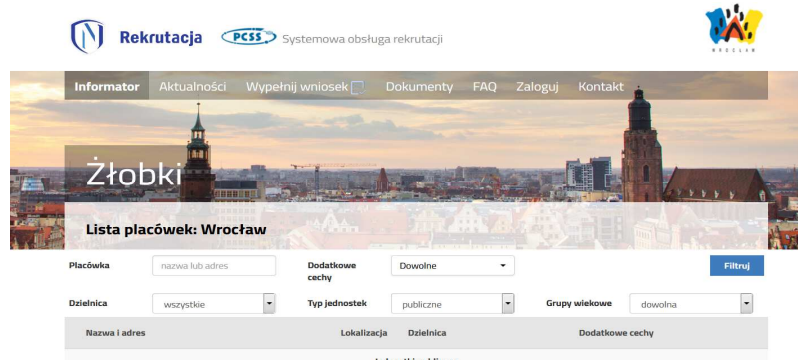 Rekrutacja PCSS Systemowa obsługa rekrutacji
WROCŁAW
Informator Aktualności Wypełnij wniosek Dokumenty FAQ Zaloguj Kontakt
Żłobki
Lista placówek: Wrocław
Placówka nazwa lub adres Dodatkowe cechy Dowolne Filtruj
Dzielnica wszystkie Typ jednostek publiczne Grupy wiekowe dowolna
Nazwa i adres Lokalizacja Dzielnica Dodatkowe cechy